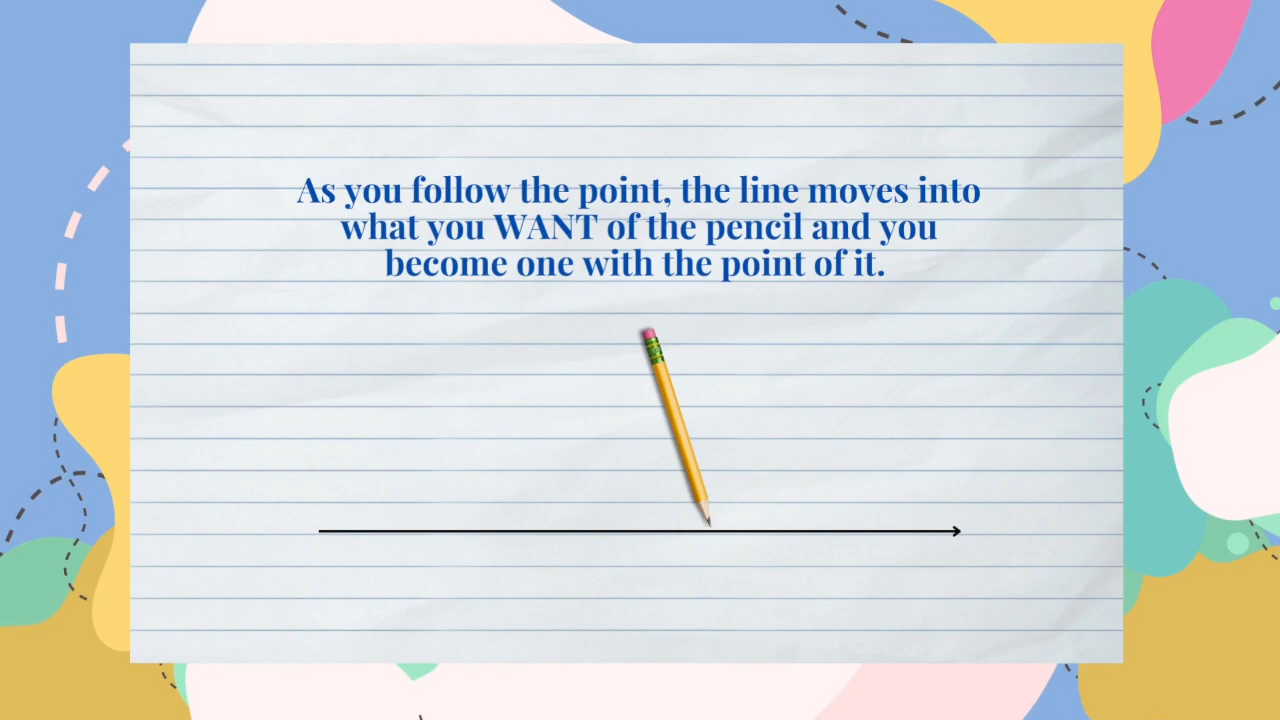 As you follow the point, the line moves into
what you WANT of the pencil and you
become one with the point of it.